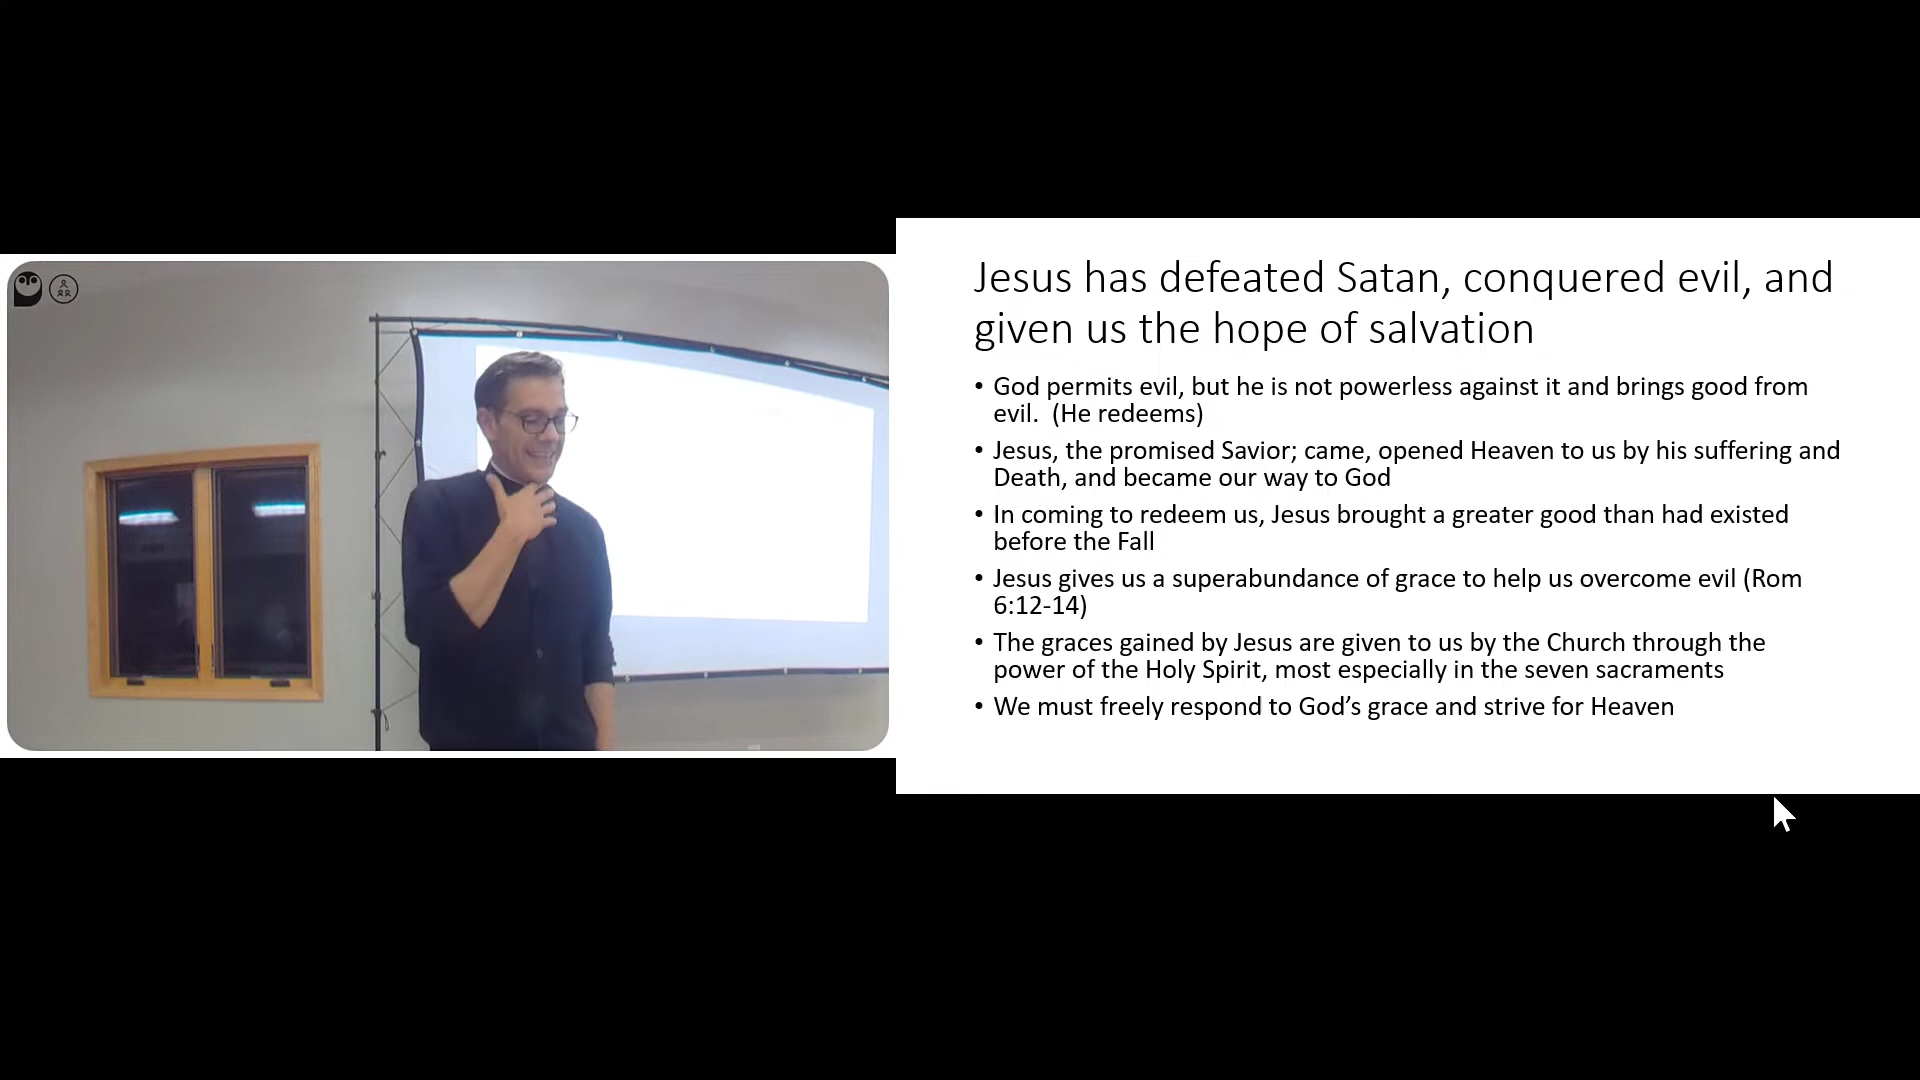 Jesus has defeated Satan, conquered evil, and
given us the hope of salvation
• God permits evil, but he is not powerless against it and brings good from
evil.  (He redeems)
• Jesus, the promised Savior; came, opened Heaven to us by his suffering and
Death, and became our way to God
• In coming to redeem us, Jesus brought a greater good than had existed
before the Fall
• Jesus gives us a superabundance of grace to help us overcome evil (Rom
6:12-14)
• The graces gained by Jesus are given to us by the Church through the
power of the Holy Spirit, most especially in the seven sacraments
• We must freely respond to God’s grace and strive for Heaven